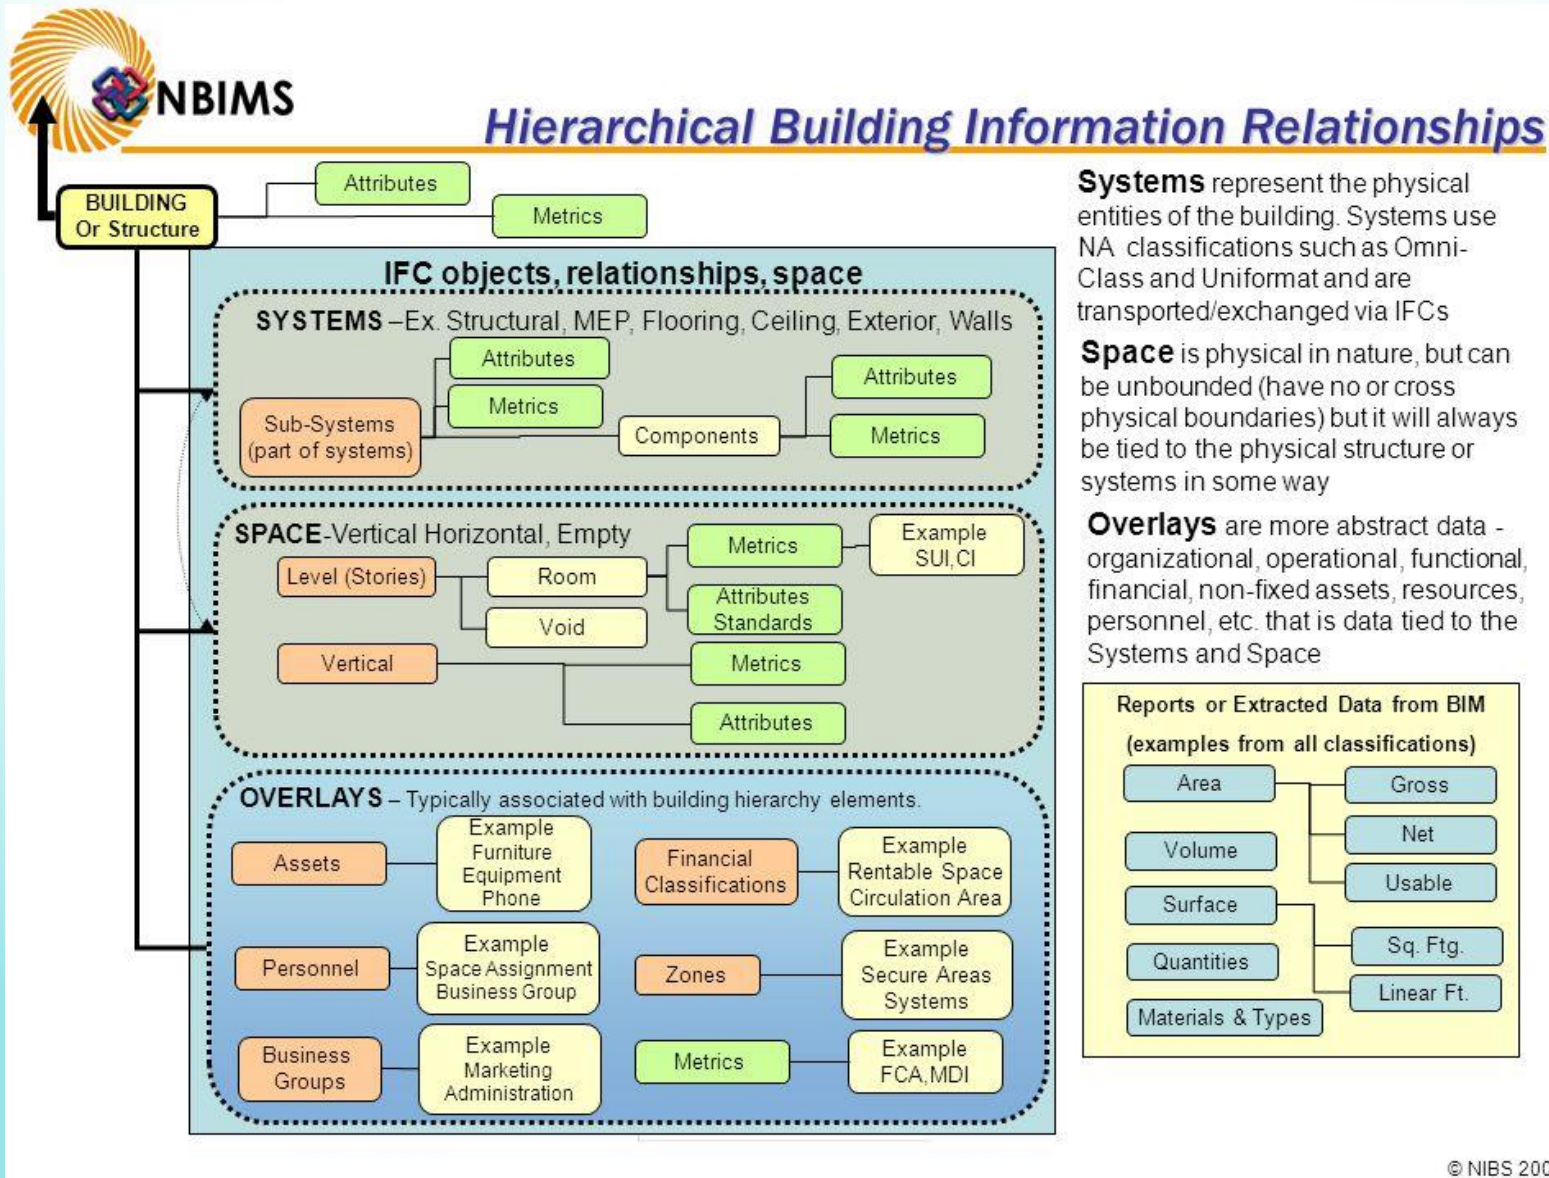 NBIMS
Hierarchical Building Information Relationships
BUILDING
Or Structure
Attributes
Metrics
IFC objects, relationships, space
SYSTEMS –Ex. Structural, MEP, Flooring, Ceiling, Exterior, Walls
Attributes
Metrics
Sub-Systems
(part of systems)
Components
Attributes
Metrics
SPACE-Vertical Horizontal, Empty
Level (Stories)
Room
Void
Metrics
Example
SUI,CI
Attributes
Standards
Vertical
Metrics
Attributes
OVERLAYS – Typically associated with building hierarchy elements.
Assets
Example
Furniture
Equipment
Phone
Financial
Classifications
Example
Rentable Space
Circulation Area
Personnel
Example
Space Assignment
Business Group
Zones
Example
Secure Areas
Systems
Business
Groups
Example
Marketing
Administration
Metrics
Example
FCA,MDI
Systems represent the physical
entities of the building. Systems use
NA classifications such as Omni-
Class and Uniformat and are
transported/exchanged via IFCs
Space is physical in nature, but can
be unbounded (have no or cross
physical boundaries) but it will always
be tied to the physical structure or
systems in some way
Overlays are more abstract data -
organizational, operational, functional,
financial, non-fixed assets, resources,
personnel, etc. that is data tied to the
Systems and Space
Reports or Extracted Data from BIM
(examples from all classifications)
Area
Gross
Net
Usable
Volume
Surface
Sq. Ftg.
Linear Ft.
Quantities
Materials & Types
© NIBS 200